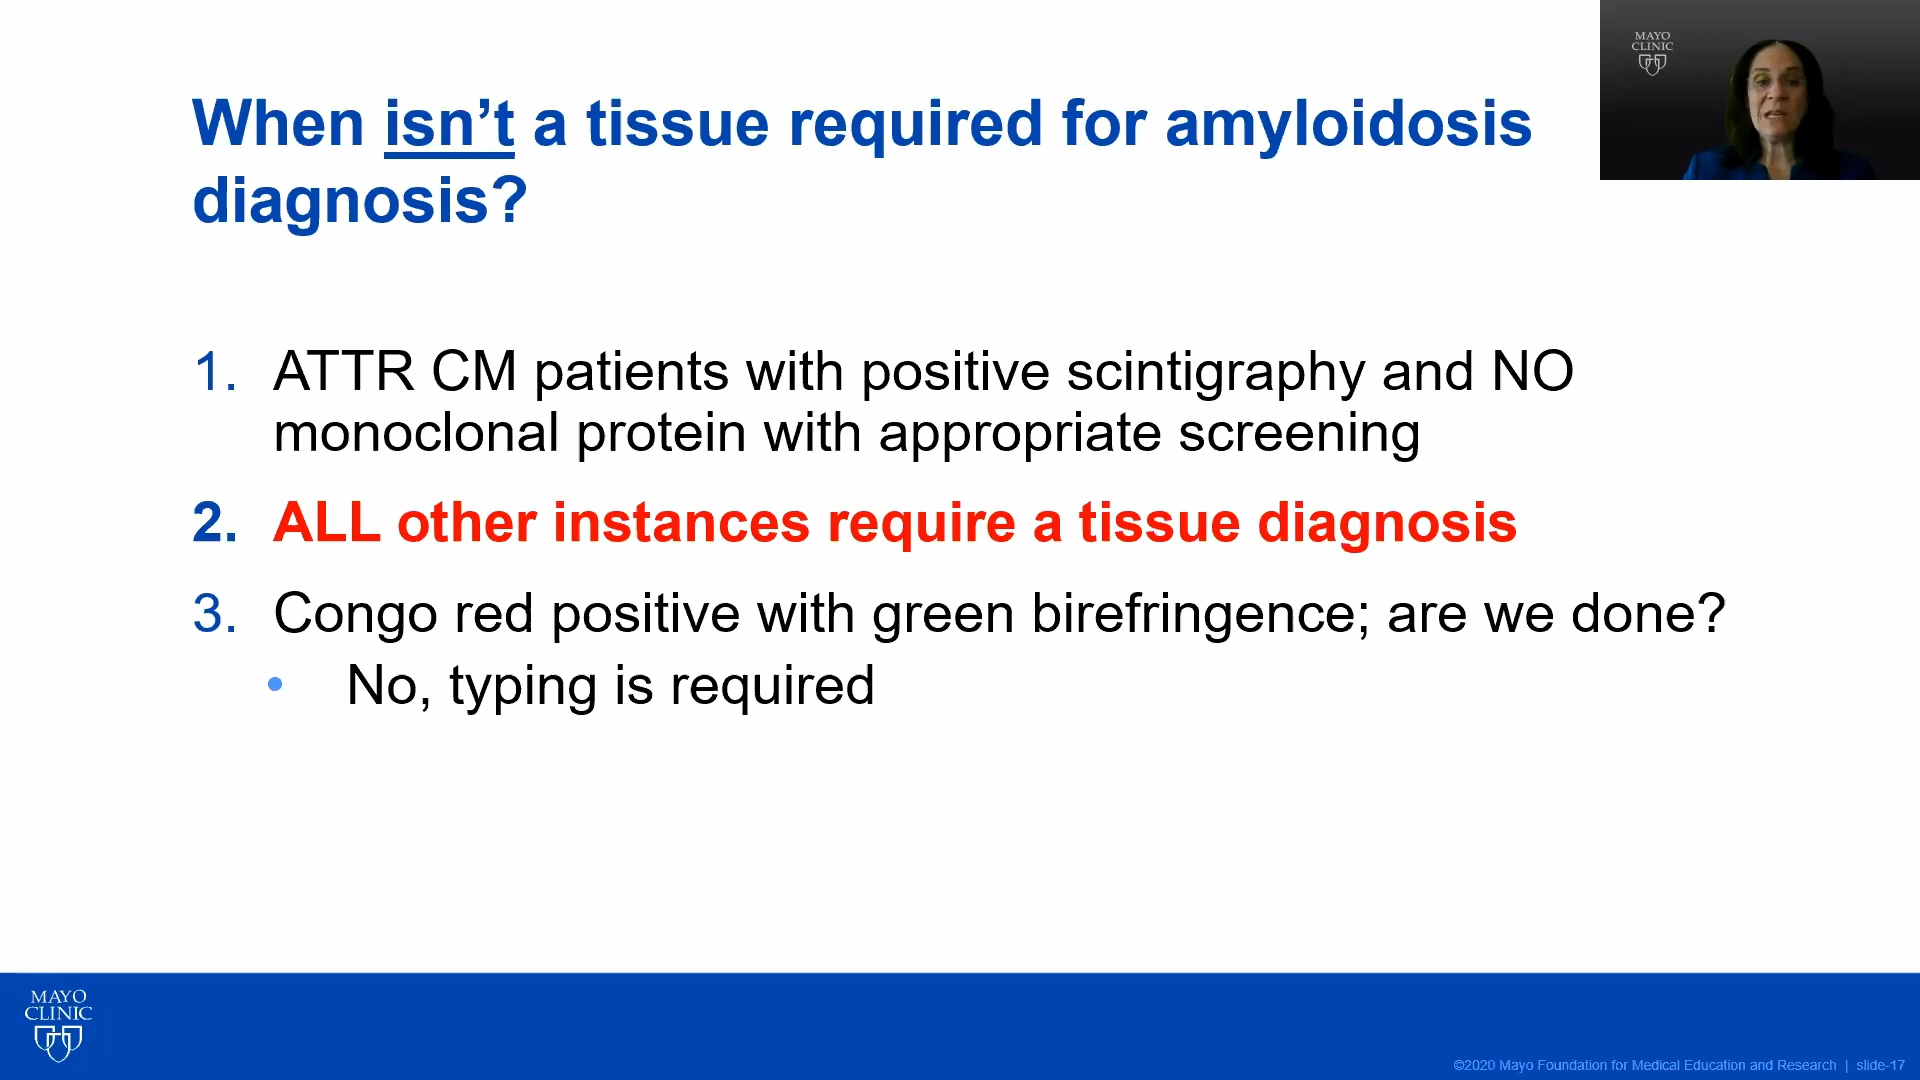 MAYO
CLINIC
When isn’t a tissue required for amyloidosis
diagnosis?
1. ATTR CM patients with positive scintigraphy and NO
monoclonal protein with appropriate screening
2. ALL other instances require a tissue diagnosis
3. Congo red positive with green birefringence; are we done?
• No, typing is required
MAYO
CLINIC
©2020 Mayo Foundation for Medical Education and Research | slide-17